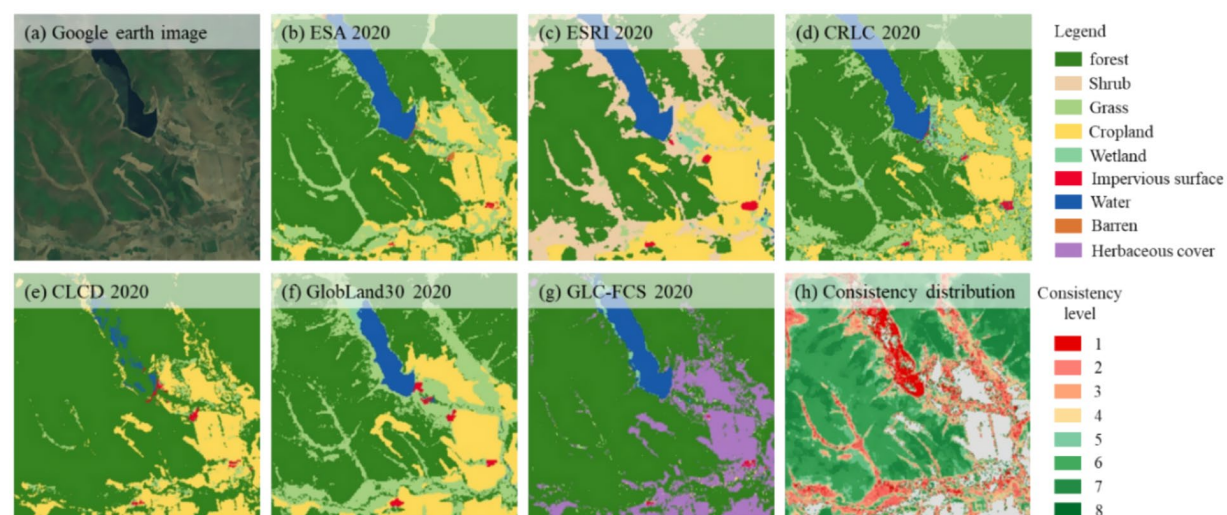 (a) Google earth image
(b) ESA 2020
(c) ESRI 2020
(d) CRLC 2020
Legend
forest
Shrub
Grass
Cropland
Wetland
Impervious surface
Water
Barren
Herbaceous cover
(e) CLCD 2020
(f) GlobLand30 2020
(g) GLC-FCS 2020
(h) Consistency distribution
Consistency
level
1
2
3
4
5
6
7
8